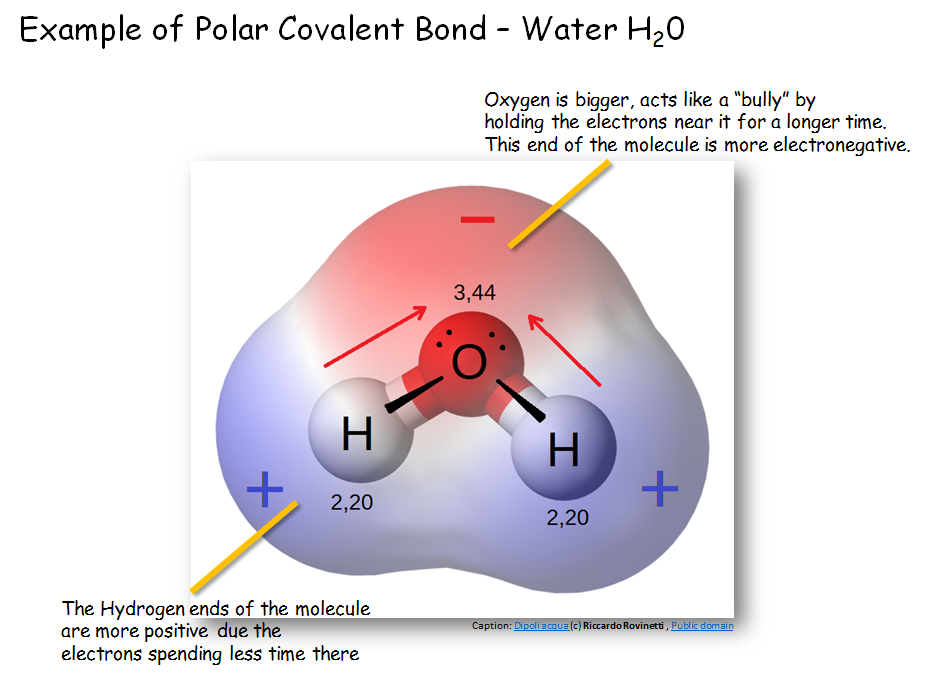 Example of Polar Covalent Bond – Water H₂0
Oxygen is bigger, acts like a “bully” by
holding the electrons near it for a longer time.
This end of the molecule is more electronegative.
−
3,44
O
H
H
+
+
2,20
2,20
The Hydrogen ends of the molecule
are more positive due the
electrons spending less time there
Caption: Dipoli acqua (c) Riccardo Rovinetti , Public domain